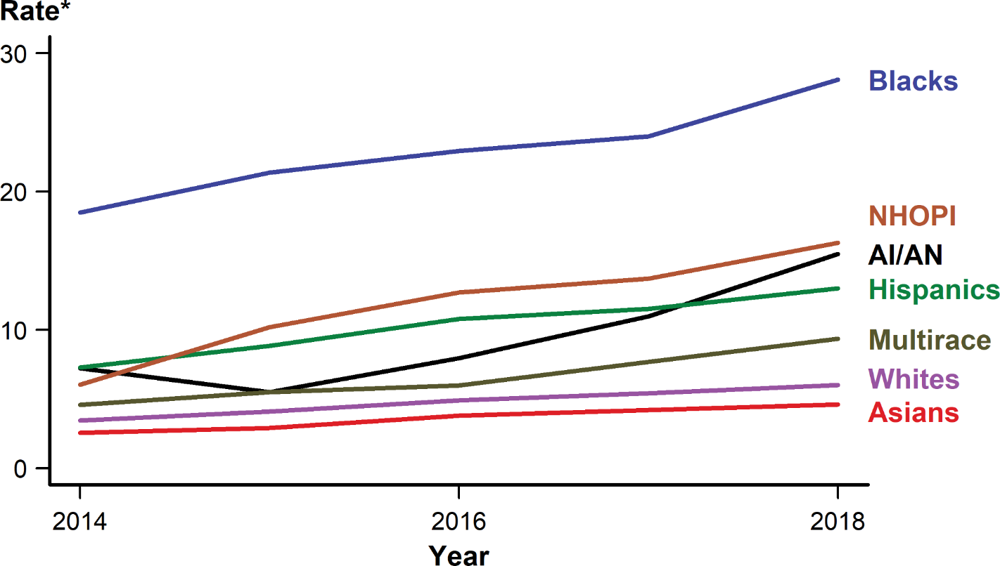 Rate*
30
20
10
0
Blacks
NHOPI
AI/AN
Hispanics
Multirace
Whites
Asians
2014 2016 2018
Year